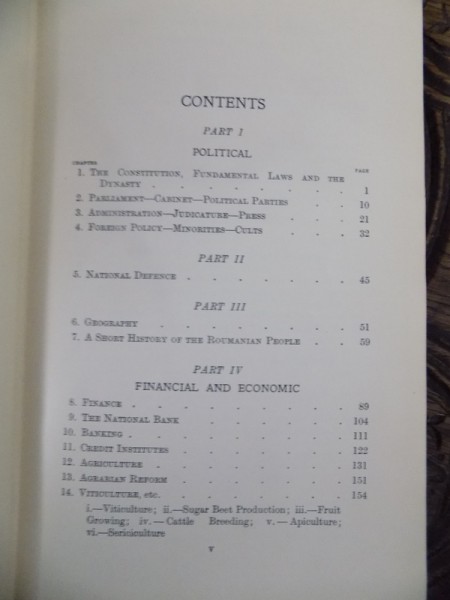 CONTENTS
PART I
POLITICAL
CHAPTER PAGE
1. The Constitution, Fundamental Laws and the
Dynasty . . . . . . . . 1
2. Parliament—Cabinet—Political Parties . . 10
3. Administration—Judicature—Press . . . 21
4. Foreign Policy—Minorities—Cults . . . 32
PART II
5. National Defence . . . . . . . 45
PART III
6. Geography . . . . . . . . 51
7. A Short History of the Roumanian People . . 59
PART IV
FINANCIAL AND ECONOMIC
8. Finance . . . . . . . . . 89
9. The National Bank . . . . . . 104
10. Banking . . . . . . . . . 111
11. Credit Institutes . . . . . . . 122
12. Agriculture . . . . . . . . 131
13. Agrarian Reform . . . . . . . 151
14. Viticulture, etc. . . . . . . . 154
i.—Viticulture; ii.—Sugar Beet Production; iii.—Fruit
Growing; iv.—Cattle Breeding; v.—Apiculture;
vi.—Sericiculture
v